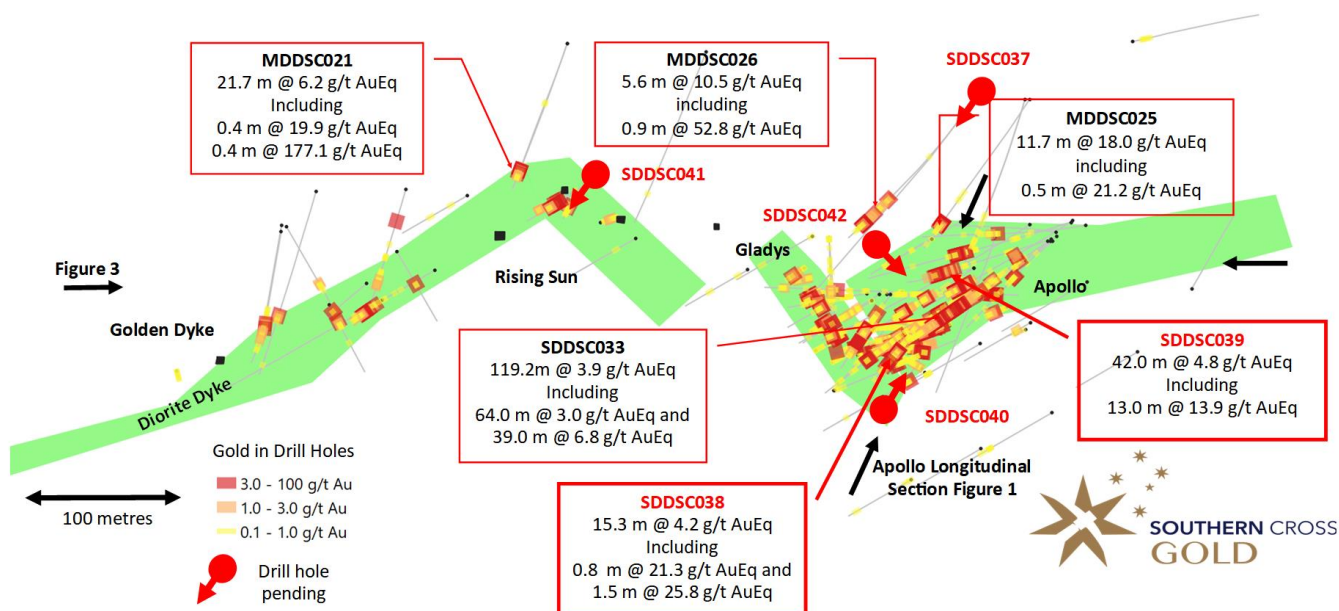 MDDSC021
21.7 m @ 6.2 g/t AuEq
Including
0.4 m @ 19.9 g/t AuEq
0.4 m @ 177.1 g/t AuEq
MDDSC026
5.6 m @ 10.5 g/t AuEq
including
0.9 m @ 52.8 g/t AuEq
SDDSC037
MDDSC025
11.7 m @ 18.0 g/t AuEq
including
0.5 m @ 21.2 g/t AuEq
SDDSC041
SDDSC042
Gladys
Figure 3
Rising Sun
Apollo
Golden Dyke
Diorite Dyke
SDDSC033
119.2m @ 3.9 g/t AuEq
Including
64.0 m @ 3.0 g/t AuEq and
39.0 m @ 6.8 g/t AuEq
SDDSC039
42.0 m @ 4.8 g/t AuEq
Including
13.0 m @ 13.9 g/t AuEq
SDDSC040
Apollo Longitudinal
Section Figure 1
Gold in Drill Holes
3.0 - 100 g/t Au
1.0 - 3.0 g/t Au
0.1 - 1.0 g/t Au
100 metres
Drill hole
pending
SDDSC038
15.3 m @ 4.2 g/t AuEq
Including
0.8 m @ 21.3 g/t AuEq and
1.5 m @ 25.8 g/t AuEq
SOUTHERN CROSS
GOLD